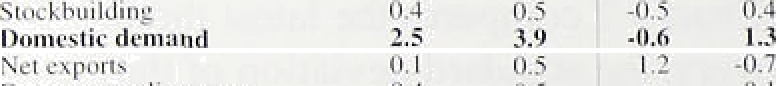 Stockbuilding 0.4 0.5 -0.5 0.4
Domestic demand 2.5 3.9 -0.6 1.3
Net exports 0.1 0.5 1.2 -0.7